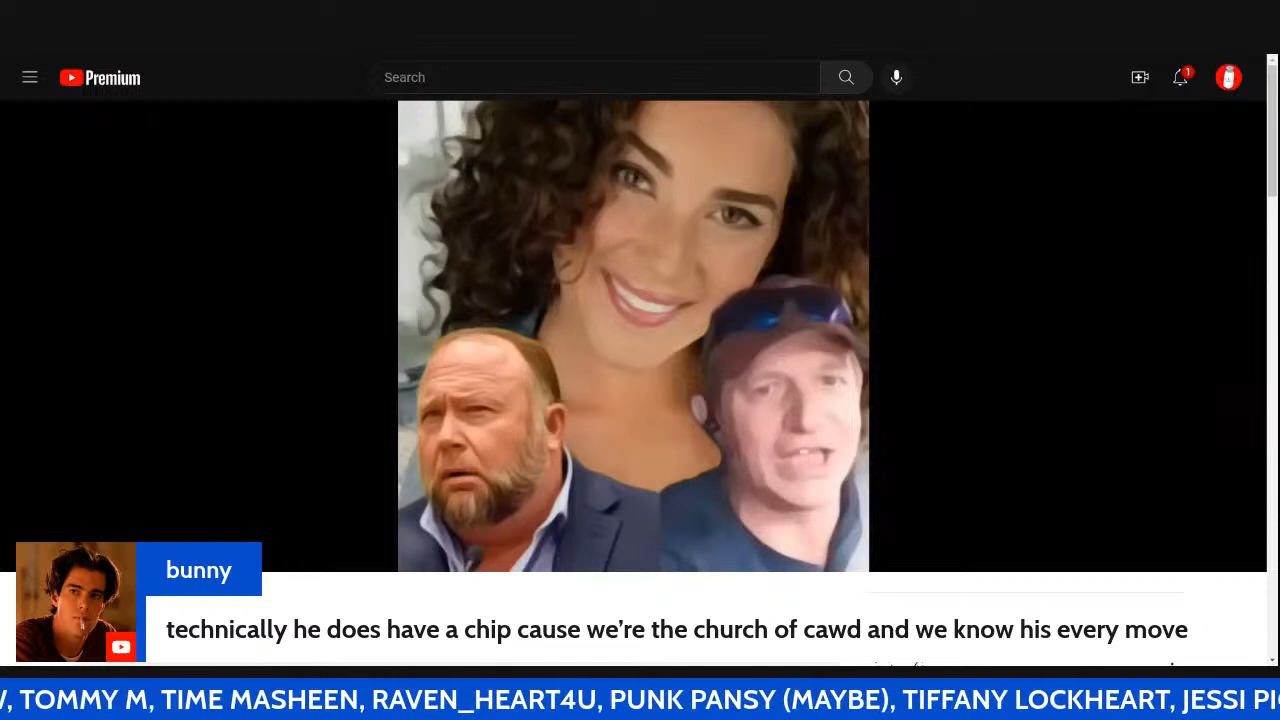 Premium
Search
1
bunny
technically he does have a chip cause we're the church of cawd and we know his every move
TOMMY M, TIME MASHEEN, RAVEN_HEART4U, PUNK PANSY (MAYBE), TIFFANY LOCKHEART, JESSI